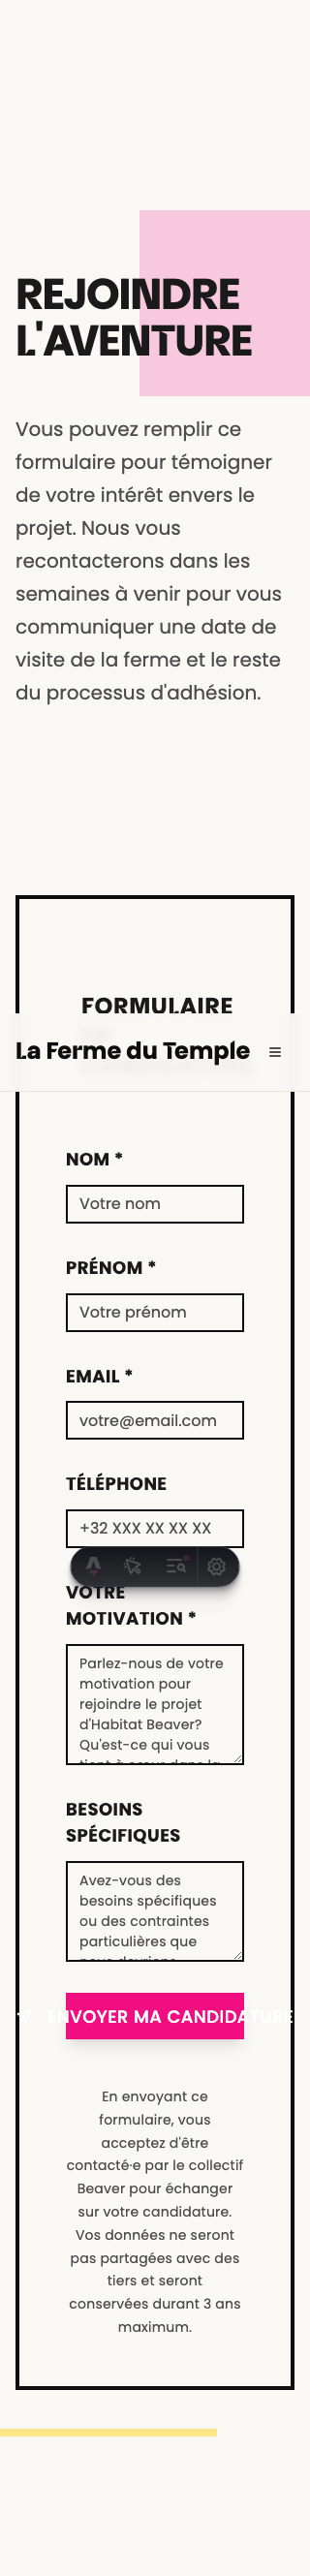 REJOINDRE
L'AVENTURE
Vous pouvez remplir ce
formulaire pour témoigner
de votre intérêt envers le
projet. Nous vous
recontacterons dans les
semaines à venir pour vous
communiquer une date de
visite de la ferme et le reste
du processus d'adhésion.
FORMULAIRE
La Ferme du Temple
NOM *
Votre nom
PRÉNOM *
Votre prénom
EMAIL *
votre@email.com
TÉLÉPHONE
+32 XXX XX XX XX
VOTRE
MOTIVATION *
Parlez-nous de votre
motivation pour
rejoindre le projet
d'Habitat Beaver?
Qu'est-ce qui vous
tient à cœur dans la
BESOINS
SPÉCIFIQUES
Avez-vous des
besoins spécifiques
ou des contraintes
particulières que
nous devrions
ENVOYER MA CANDIDATURE
En envoyant ce
formulaire, vous
acceptez d'être
contacté·e par le collectif
Beaver pour échanger
sur votre candidature.
Vos données ne seront
pas partagées avec des
tiers et seront
conservées durant 3 ans
maximum.